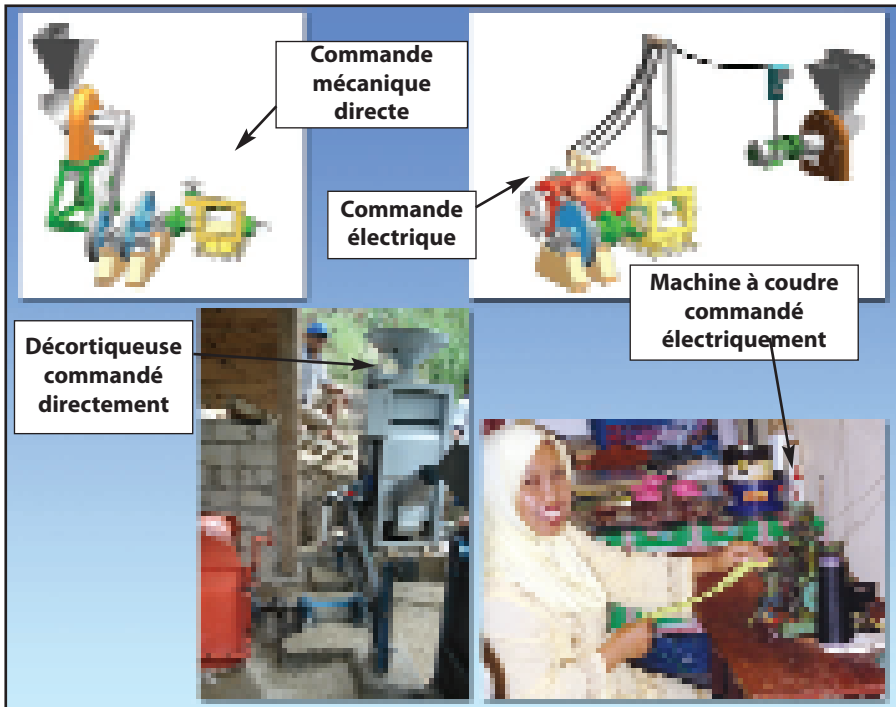 Commande
mécanique
directe
Commande
électrique
Machine à coudre
commandé
électriquement
Décortiqueuse
commandé
directement